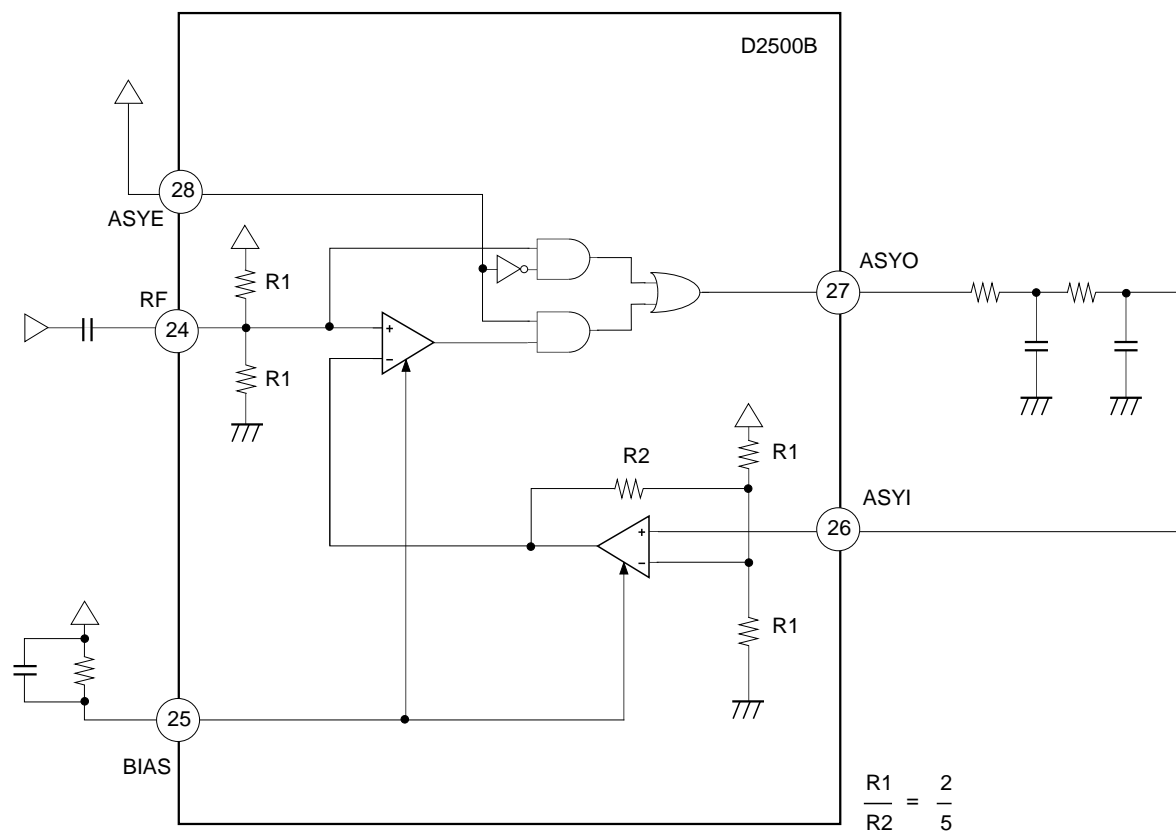 D2500B
28
ASYE
R1
RF
24
R1
+
−
ASYO
27
R2
R1
ASYI
26
+
−
R1
25
BIAS
R1
R2
=
2
5